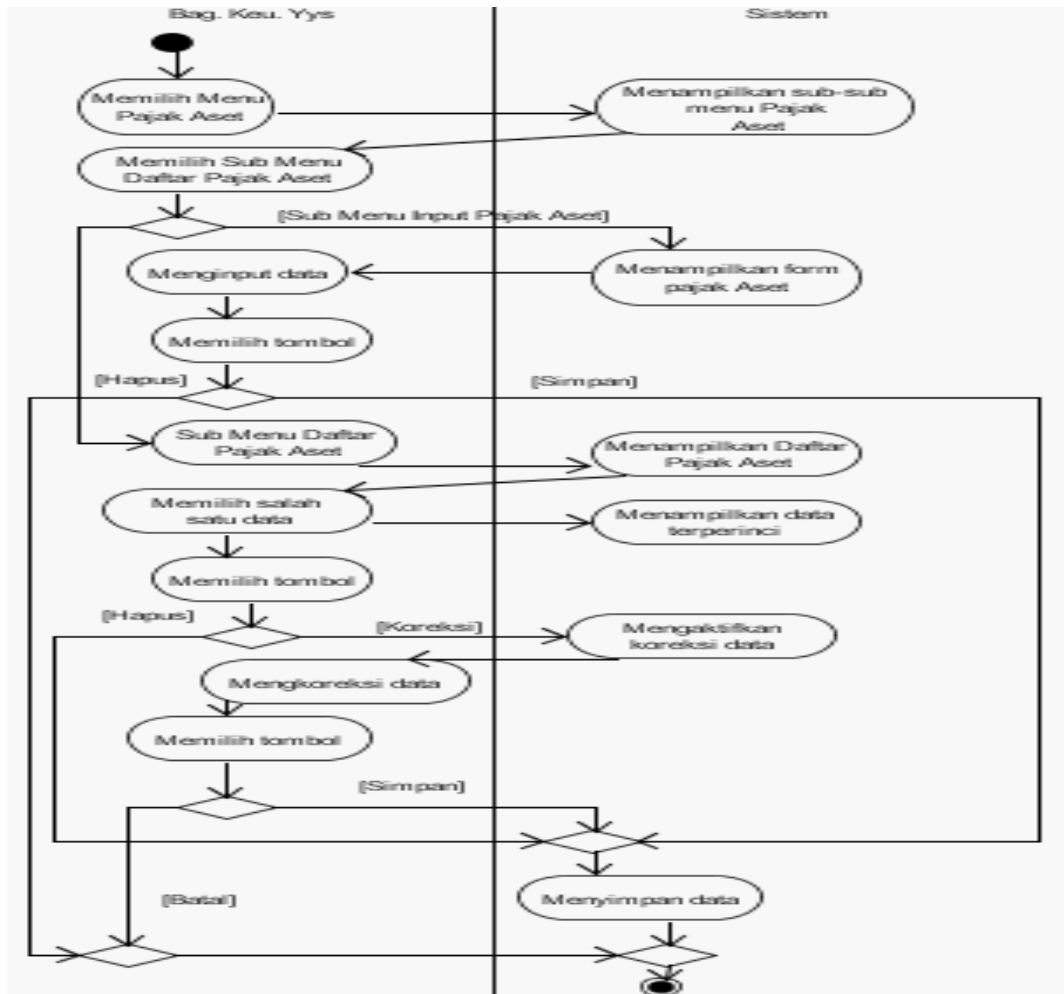 Bag. Keu. Yys
Sistem
Memilih Menu
Pajak Aset
Menampilkan sub-sub
menu Pajak
Aset
Memilih Sub Menu
Daftar Pajak Aset
[Sub Menu Input Pajak Aset]
Menginput data
Menampilkan form
pajak Aset
Memilih tombol
[Hapus]
[Simpan]
Sub Menu Daftar
Pajak Aset
Menampilkan Daftar
Pajak Aset
Memilih salah
satu data
Menampilkan data
terperinci
Memilih tombol
[Hapus]
[Koreksi]
Mengaktifkan
koreksi data
Mengkoreksi data
Memilih tombol
[Simpan]
[Batal]
Menyimpan data